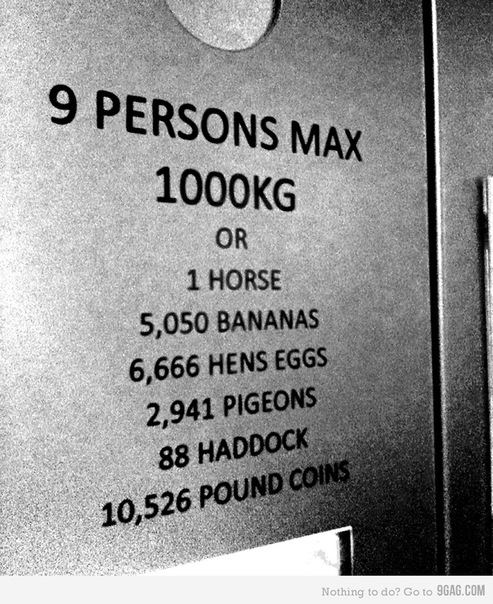 9 PERSONS MAX
1000KG
OR
1 HORSE
5,050 BANANAS
6,666 HENS EGGS
2,941 PIGEONS
88 HADDOCK
10,526 POUND COINS
Nothing to do? Go to 9GAG.COM